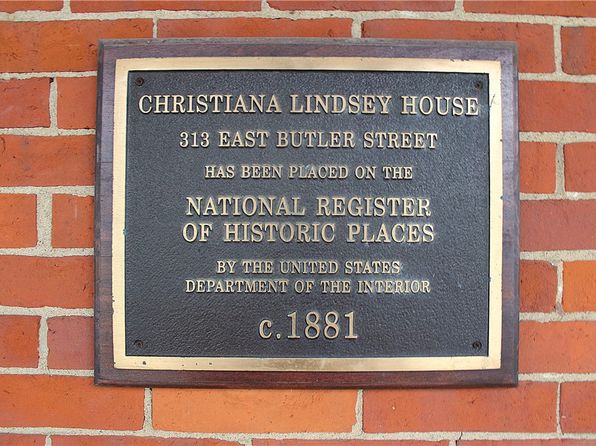 CHRISTIANA LINDSEY HOUSE
313 EAST BUTLER STREET
HAS BEEN PLACED ON THE
NATIONAL REGISTER
OF HISTORIC PLACES
BY THE UNITED STATES
DEPARTMENT OF THE INTERIOR
c.1881